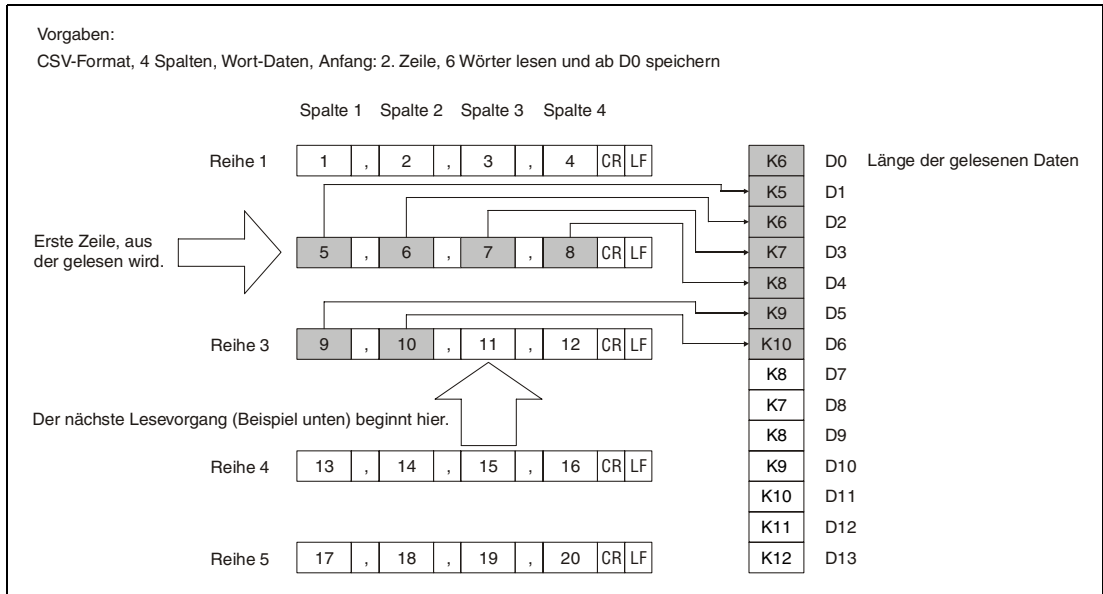 Vorgaben:
CSV-Format, 4 Spalten, Wort-Daten, Anfang: 2. Zeile, 6 Wörter lesen und ab D0 speichern
Spalte 1 Spalte 2 Spalte 3 Spalte 4
Reihe 1 1 , 2 , 3 , 4 CR LF K6 D0 Länge der gelesenen Daten
K5 D1
K6 D2
Erste Zeile, aus
der gelesen wird.
5 , 6 , 7 , 8 CR LF K7 D3
K8 D4
K9 D5
Reihe 3 9 , 10 , 11 , 12 CR LF K10 D6
K8 D7
K7 D8
Der nächste Lesevorgang (Beispiel unten) beginnt hier.
K8 D9
Reihe 4 13 , 14 , 15 , 16 CR LF K9 D10
K10 D11
K11 D12
Reihe 5 17 , 18 , 19 , 20 CR LF K12 D13